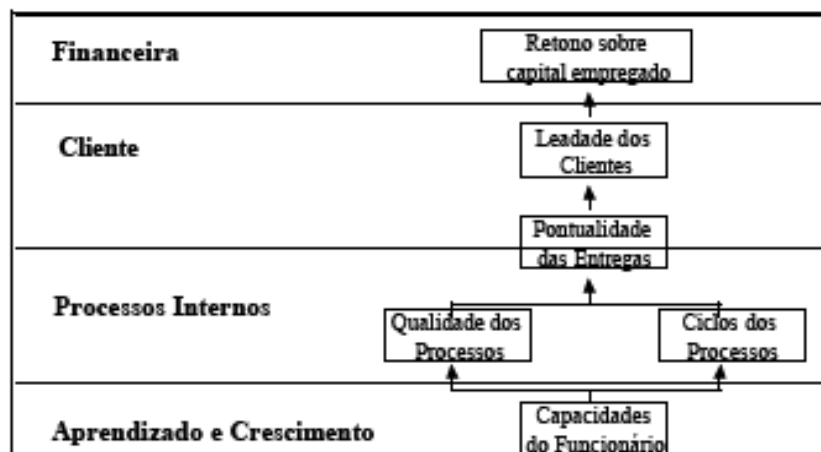 Financeira
Retono sobre
capital empregado
Cliente
Leadade dos
Clientes
Pontualidade
das Entregas
Processos Internos
Qualidade dos
Processos
Ciclos dos
Processos
Aprendizado e Crescimento
Capacidades
do Funcionário